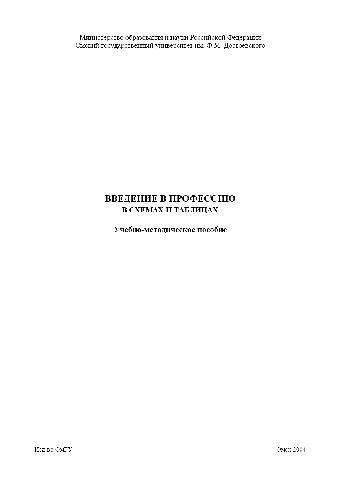 Министерство образования и науки Российской Федерации
Омский государственный университет им. Ф.М. Достоевского
ВВЕДЕНИЕ В ПРОФЕССИЮ
В СХЕМАХ И ТАБЛИЦАХ
Учебно-методическое пособие
Изд-во ОмГУ
Омск 2004